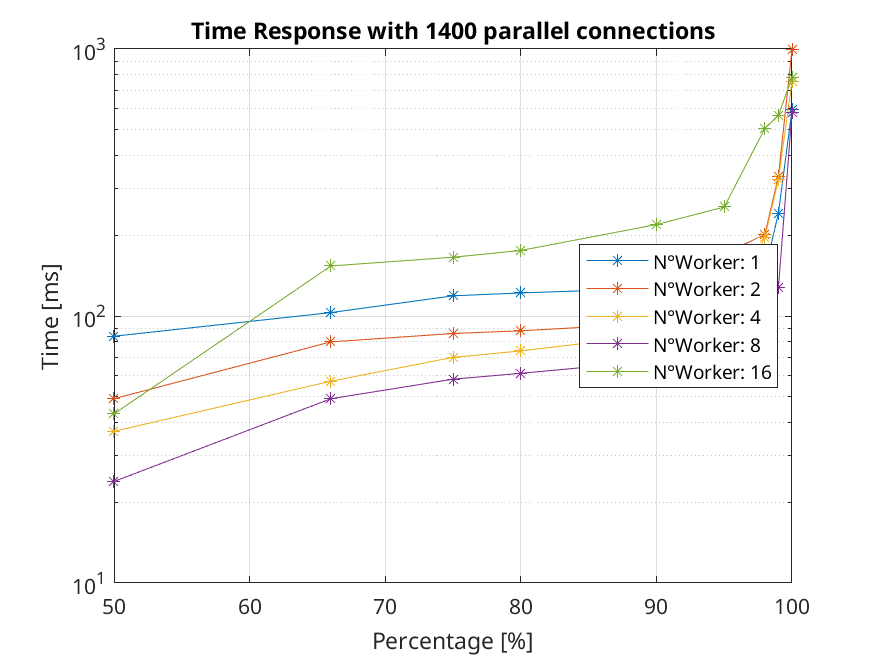 Time Response with 1400 parallel connections
10^3
10^2
10^1
Time [ms]
N°Worker: 1
N°Worker: 2
N°Worker: 4
N°Worker: 8
N°Worker: 16
50 60 70 80 90 100
Percentage [%]